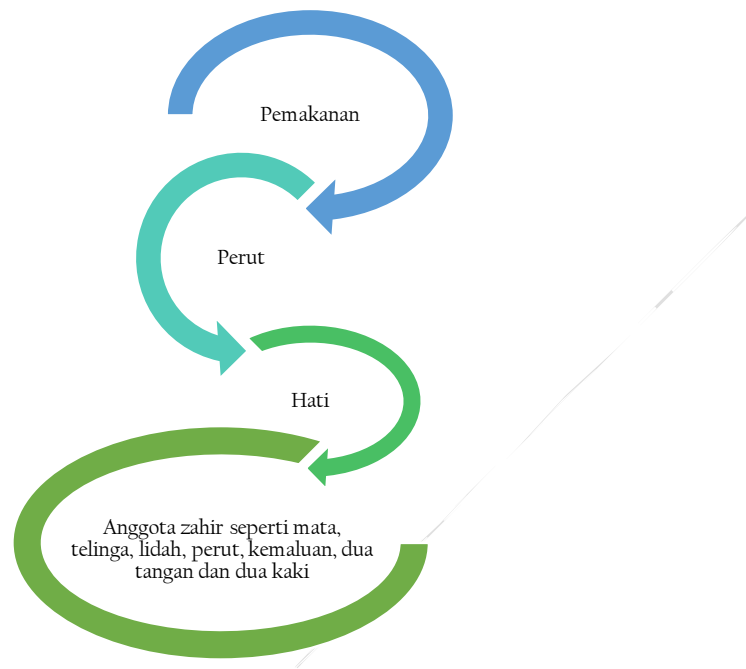 Pemakanan
Perut
Hati
Anggota zahir seperti mata,
telinga, lidah, perut, kemaluan, dua
tangan dan dua kaki